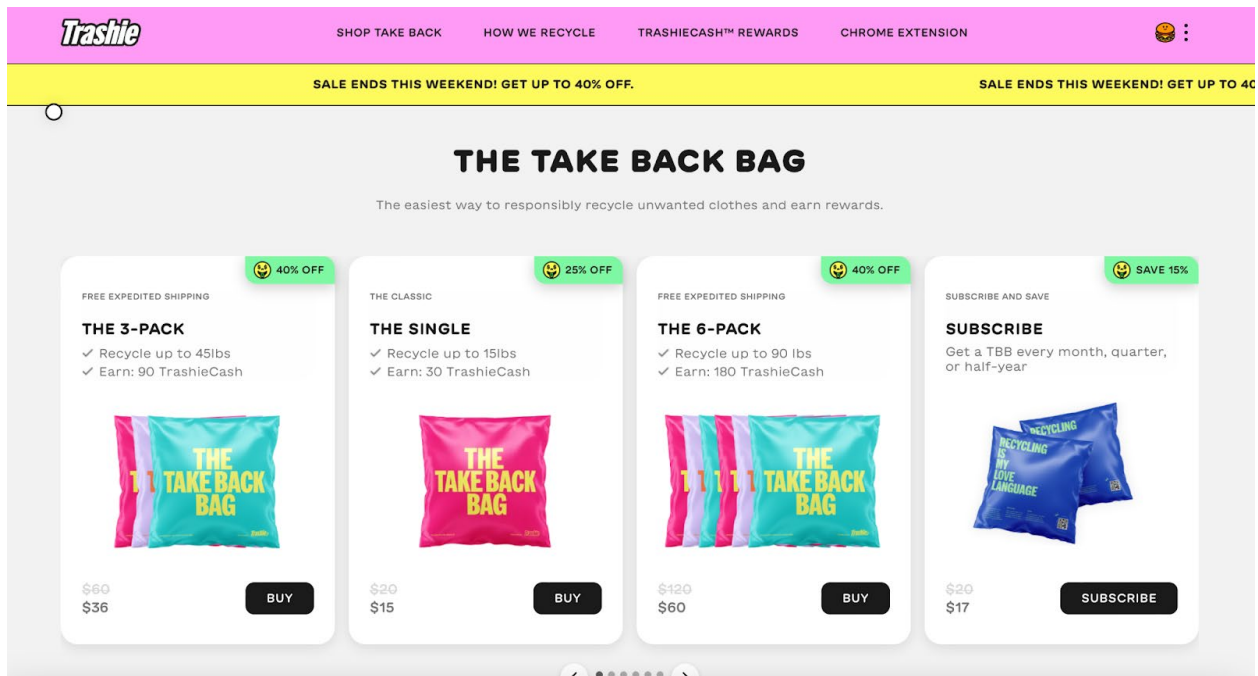 Trashie
SHOP TAKE BACK
HOW WE RECYCLE
TRASHIECASH™ REWARDS
CHROME EXTENSION
SALE ENDS THIS WEEKEND! GET UP TO 40% OFF.
SALE ENDS THIS WEEKEND! GET UP TO 40
THE TAKE BACK BAG
The easiest way to responsibly recycle unwanted clothes and earn rewards.
40% OFF
FREE EXPEDITED SHIPPING
THE 3-PACK
Recycle up to 45lbs
Earn: 90 TrashieCash
THE
TAKE BACK
BAG
Trashie
$60
$36
BUY
25% OFF
THE CLASSIC
THE SINGLE
Recycle up to 15lbs
Earn: 30 TrashieCash
THE
TAKE BACK
BAG
$20
$15
BUY
40% OFF
FREE EXPEDITED SHIPPING
THE 6-PACK
Recycle up to 90 lbs
Earn: 180 TrashieCash
THE
TAKE BACK
BAG
Trashie
$120
$60
BUY
SAVE 15%
SUBSCRIBE AND SAVE
SUBSCRIBE
Get a TBB every month, quarter,
or half-year
RECYCLING
RECYCLING
IS
MY
LOVE
LANGUAGE
$20
$17
SUBSCRIBE